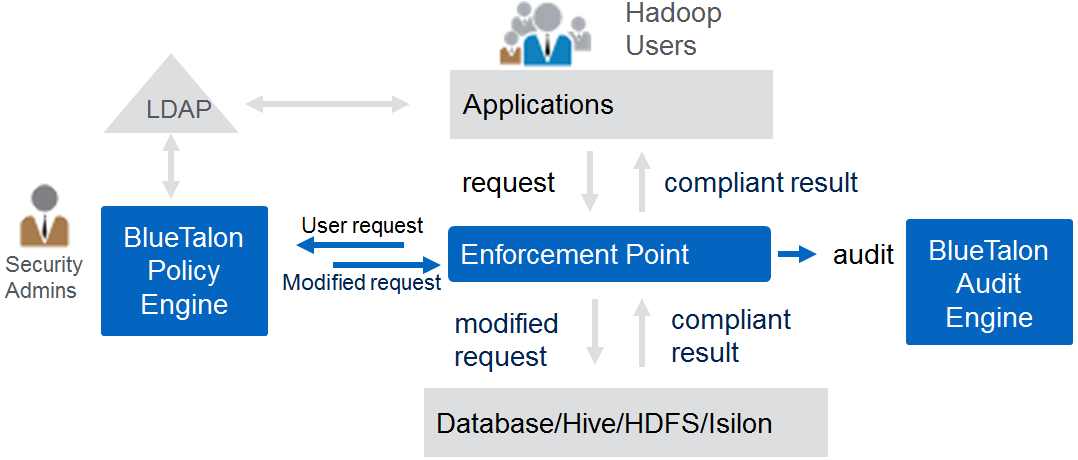 Hadoop
Users
LDAP
Applications
request
compliant result
Security
Admins
BlueTalon
Policy
Engine
User request
Modified request
Enforcement Point
audit
BlueTalon
Audit
Engine
modified
request
compliant
result
Database/Hive/HDFS/Isilon